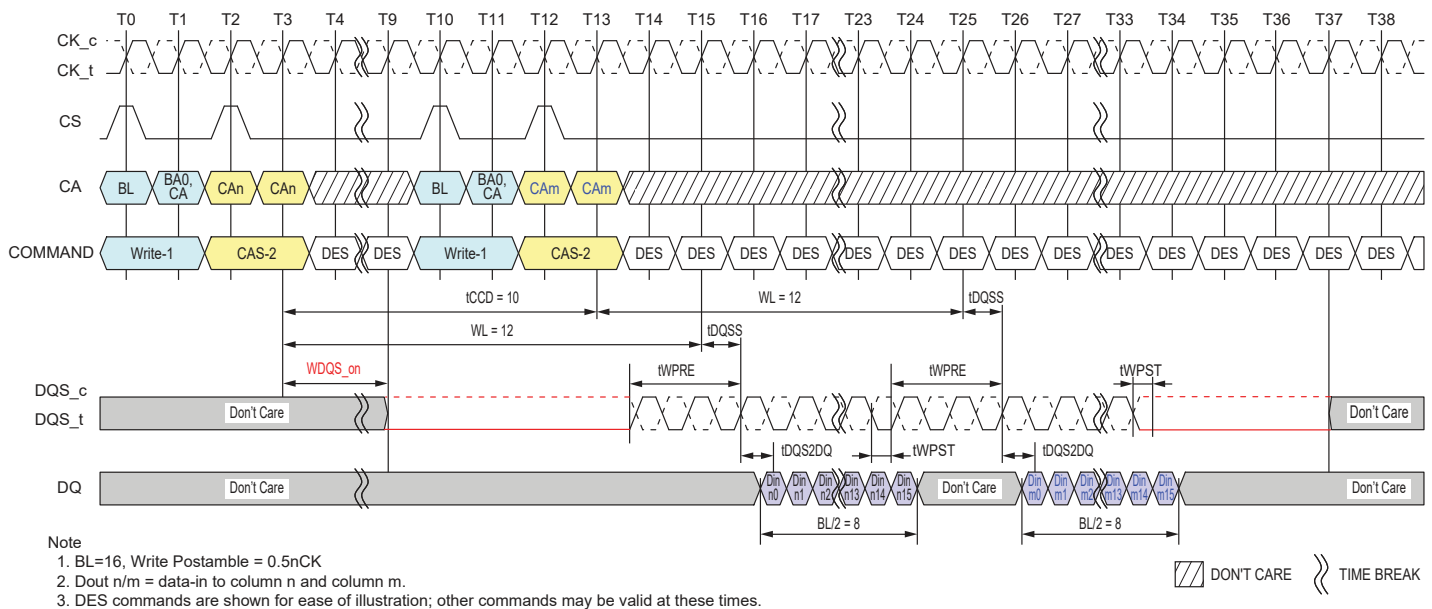 T0 T1 T2 T3 T4 T9 T10 T11 T12 T13 T14 T15 T16 T17 T23 T24 T25 T26 T27 T33 T34 T35 T36 T37 T38
CK_c
CK_t
CS
CA BL BA0, CA CAn CAn BL BA0, CA CAm CAm
COMMAND Write-1 CAS-2 DES DES Write-1 CAS-2 DES DES DES DES DES DES DES DES DES DES DES DES DES DES DES
tCCD = 10 WL = 12 tDQSS
WL = 12 tDQSS
WDQS_on tWPRE tWPRE tWPST
DQS_c
DQS_t Don't Care Don't Care
tDQS2DQ tWPST tDQS2DQ
DQ Don't Care Din n0 Din n1 Din n2 Din n13 Din n14 Din n15 Don't Care Din m0 Din m1 Din m2 Din m13 Din m14 Din m15 Don't Care
BL/2 = 8 BL/2 = 8
Note
1. BL=16, Write Postamble = 0.5nCK
2. Dout n/m = data-in to column n and column m.
3. DES commands are shown for ease of illustration; other commands may be valid at these times.
DON'T CARE TIME BREAK